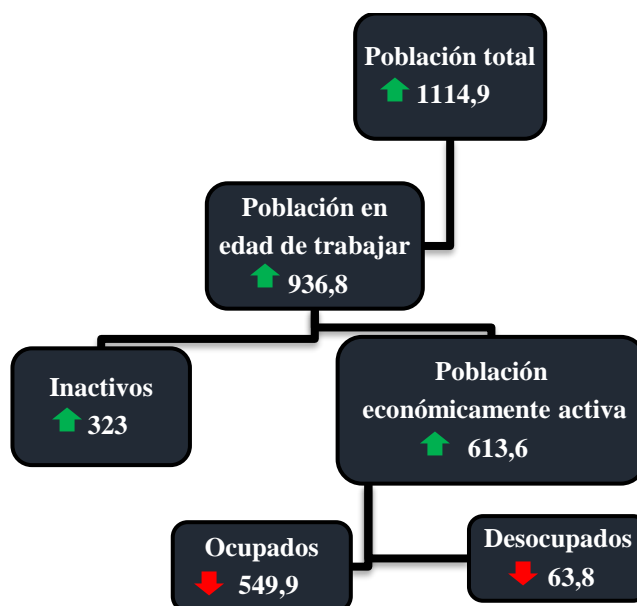 Población total
1114,9
Población en
edad de trabajar
936,8
Inactivos
323
Población
económicamente activa
613,6
Ocupados
549,9
Desocupados
63,8